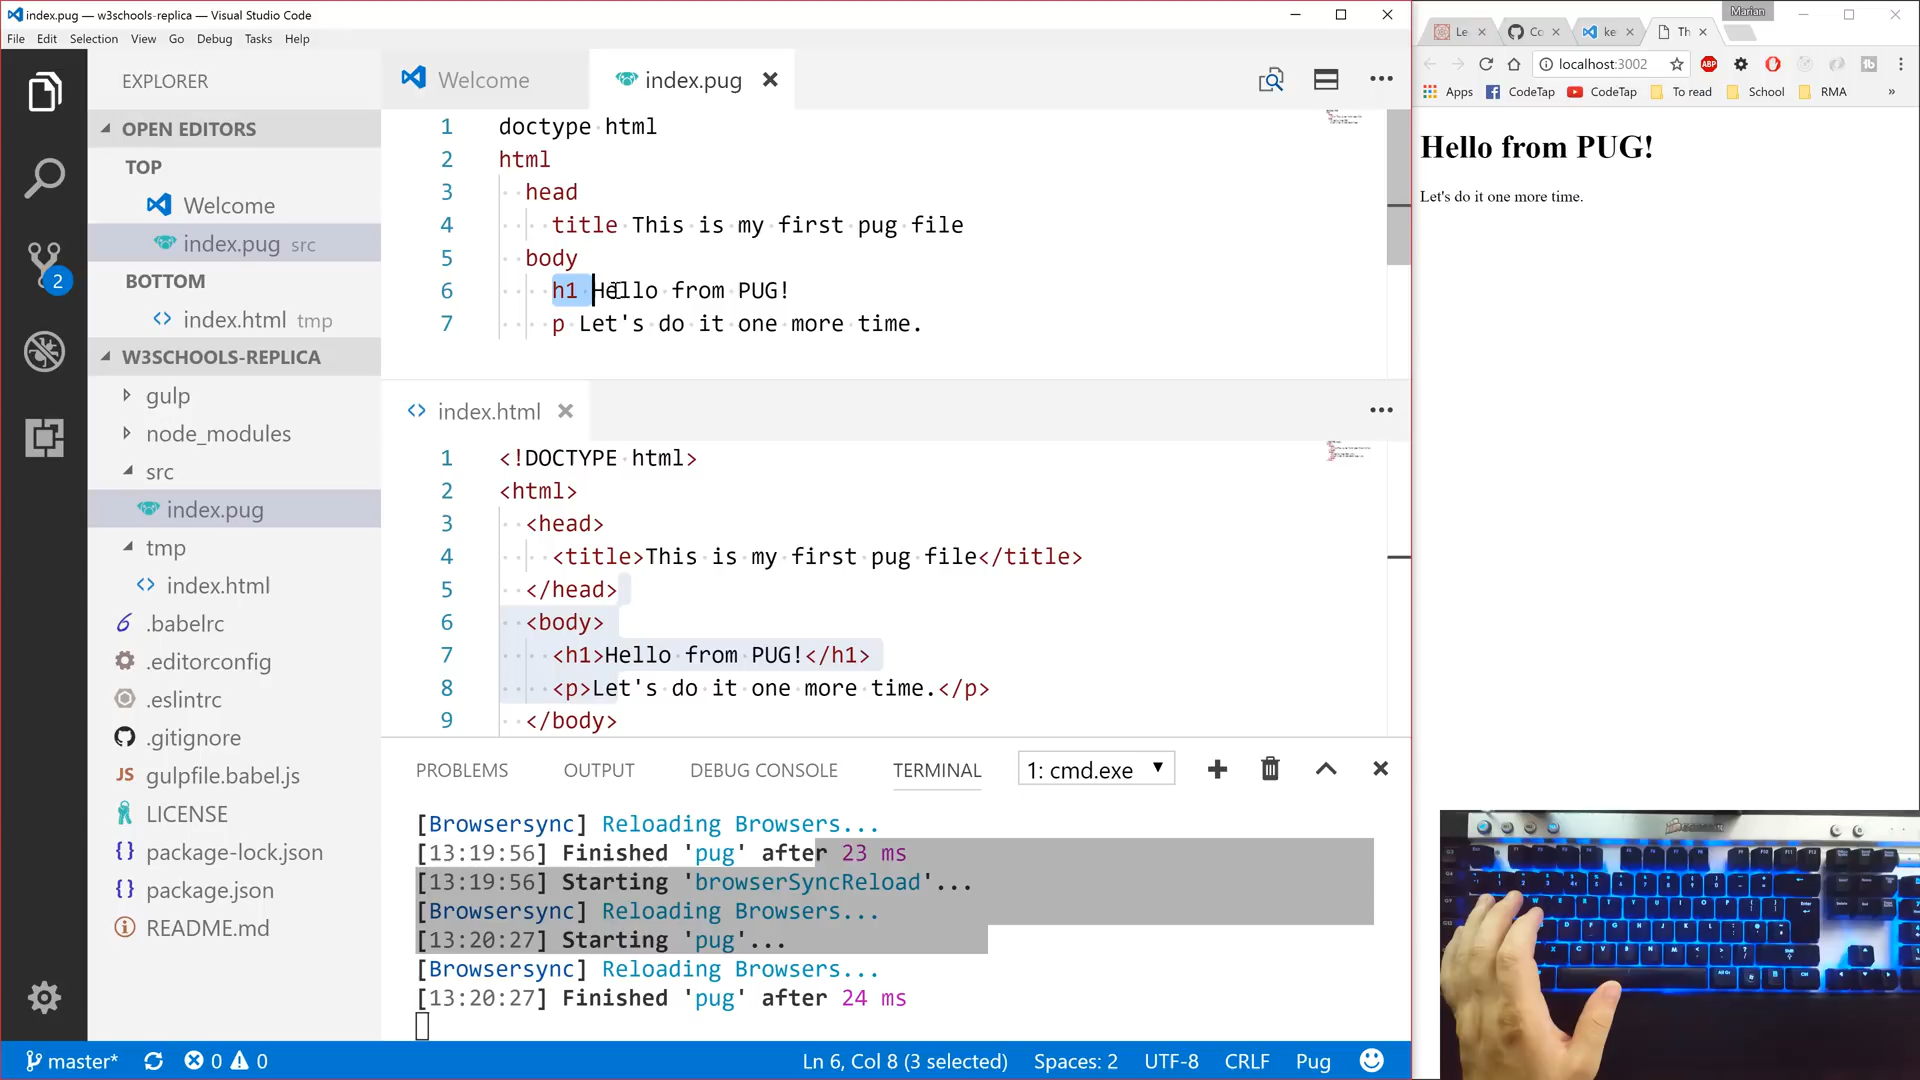 index.pug — w3schools-replica — Visual Studio Code
File Edit Selection View Go Debug Tasks Help
EXPLORER
OPEN EDITORS
TOP
Welcome
index.pug src
BOTTOM
index.html tmp
W3SCHOOLS-REPLICA
gulp
node_modules
src
index.pug
tmp
index.html
.babelrc
.editorconfig
.eslintrc
.gitignore
JS gulpfile.babel.js
LICENSE
{} package-lock.json
{} package.json
README.md
2
Welcome index.pug
1 doctype html
2 html
3 head
4 title This is my first pug file
5 body
6 h1 Hello from PUG!
7 p Let's do it one more time.
index.html
1 <!DOCTYPE html>
2 <html>
3 <head>
4 <title>This is my first pug file</title>
5 </head>
6 <body>
7 <h1>Hello from PUG!</h1>
8 <p>Let's do it one more time.</p>
9 </body>
PROBLEMS OUTPUT DEBUG CONSOLE TERMINAL 1: cmd.exe
[Browsersync] Reloading Browsers...
[13:19:56] Finished 'pug' after 23 ms
[13:19:56] Starting 'browserSyncReload'...
[Browsersync] Reloading Browsers...
[13:20:27] Starting 'pug'...
[Browsersync] Reloading Browsers...
[13:20:27] Finished 'pug' after 24 ms
master* 0 0 Ln 6, Col 8 (3 selected) Spaces: 2 UTF-8 CRLF Pug
Marian
Le Co ke Th
localhost:3002 ABP
Apps CodeTap CodeTap To read School RMA »
Hello from PUG!
Let's do it one more time.